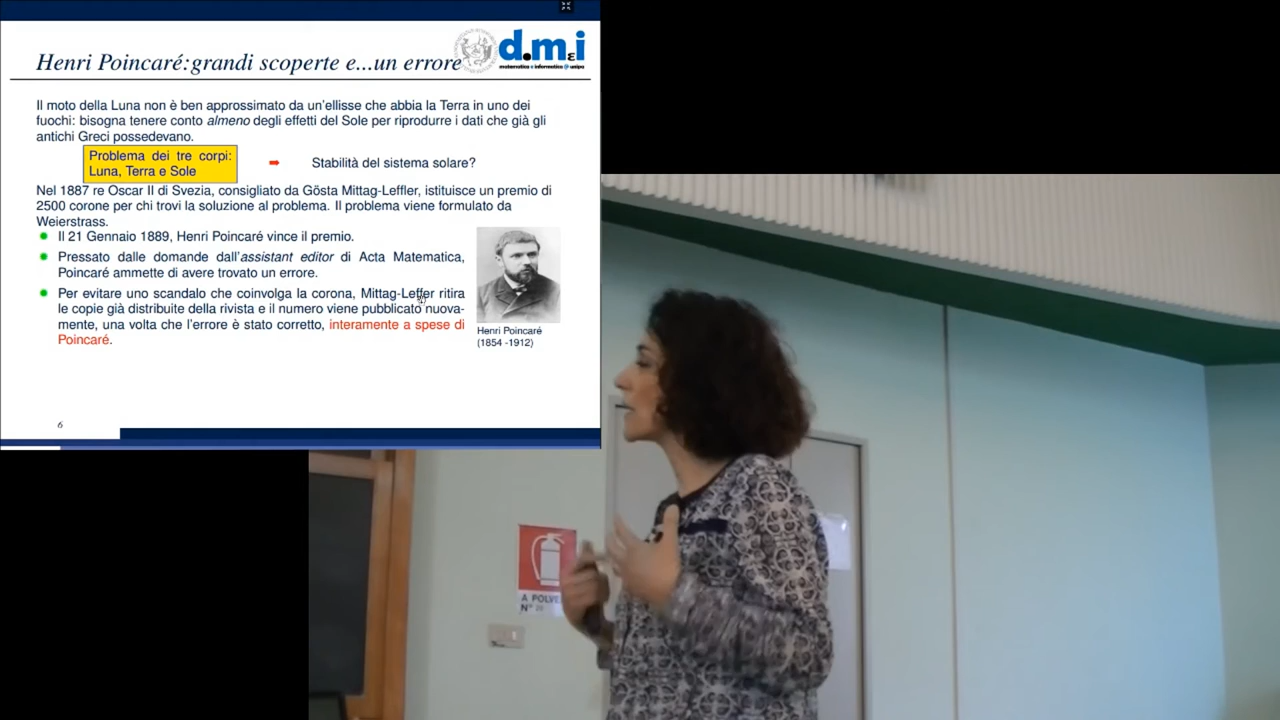 Henri Poincaré:grandi scoperte e...un errore
d.mεi
matematica e informatica @ unipa
Il moto della Luna non è ben approssimato da un'ellisse che abbia la Terra in uno dei
fuochi: bisogna tenere conto almeno degli effetti del Sole per riprodurre i dati che già gli
antichi Greci possedevano.
Problema dei tre corpi:
Luna, Terra e Sole
Stabilità del sistema solare?
Nel 1887 re Oscar II di Svezia, consigliato da Gösta Mittag-Leffler, istituisce un premio di
2500 corone per chi trovi la soluzione al problema. Il problema viene formulato da
Weierstrass.
Il 21 Gennaio 1889, Henri Poincaré vince il premio.
Pressato dalle domande dall'assistant editor di Acta Matematica,
Poincaré ammette di avere trovato un errore.
Per evitare uno scandalo che coinvolga la corona, Mittag-Leffer ritira
le copie già distribuite della rivista e il numero viene pubblicato nuova-
mente, una volta che l'errore è stato corretto, interamente a spese di
Poincaré.
Henri Poincaré
(1854 -1912)
6
A POLVE
N°